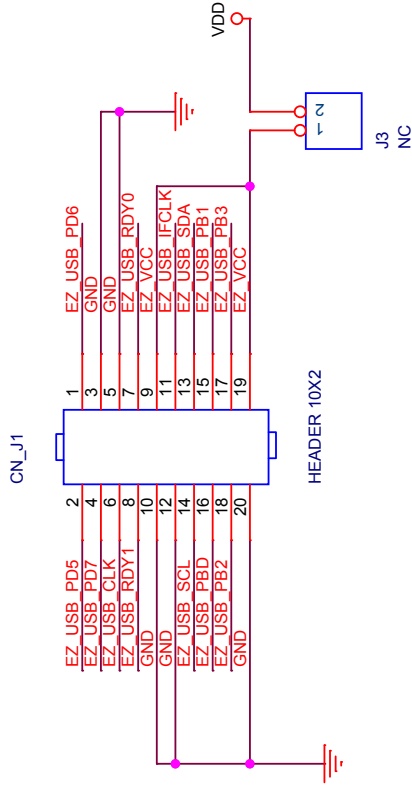 CN_J1
EZ_USB_PD5
EZ_USB_PD7
EZ_USB_CLK
EZ_USB_RDY1
GND
GND
EZ_USB_SCL
EZ_USB_PBD
EZ_USB_PB2
GND
2
4
6
8
10
12
14
16
18
20
1
3
5
7
9
11
13
15
17
19
EZ_USB_PD6
GND
GND
EZ_USB_RDY0
EZ_VCC
EZ_USB_IFCLK
EZ_USB_SDA
EZ_USB_PB1
EZ_USB_PB3
EZ_VCC
HEADER 10X2
VDD
1
2
J3
NC